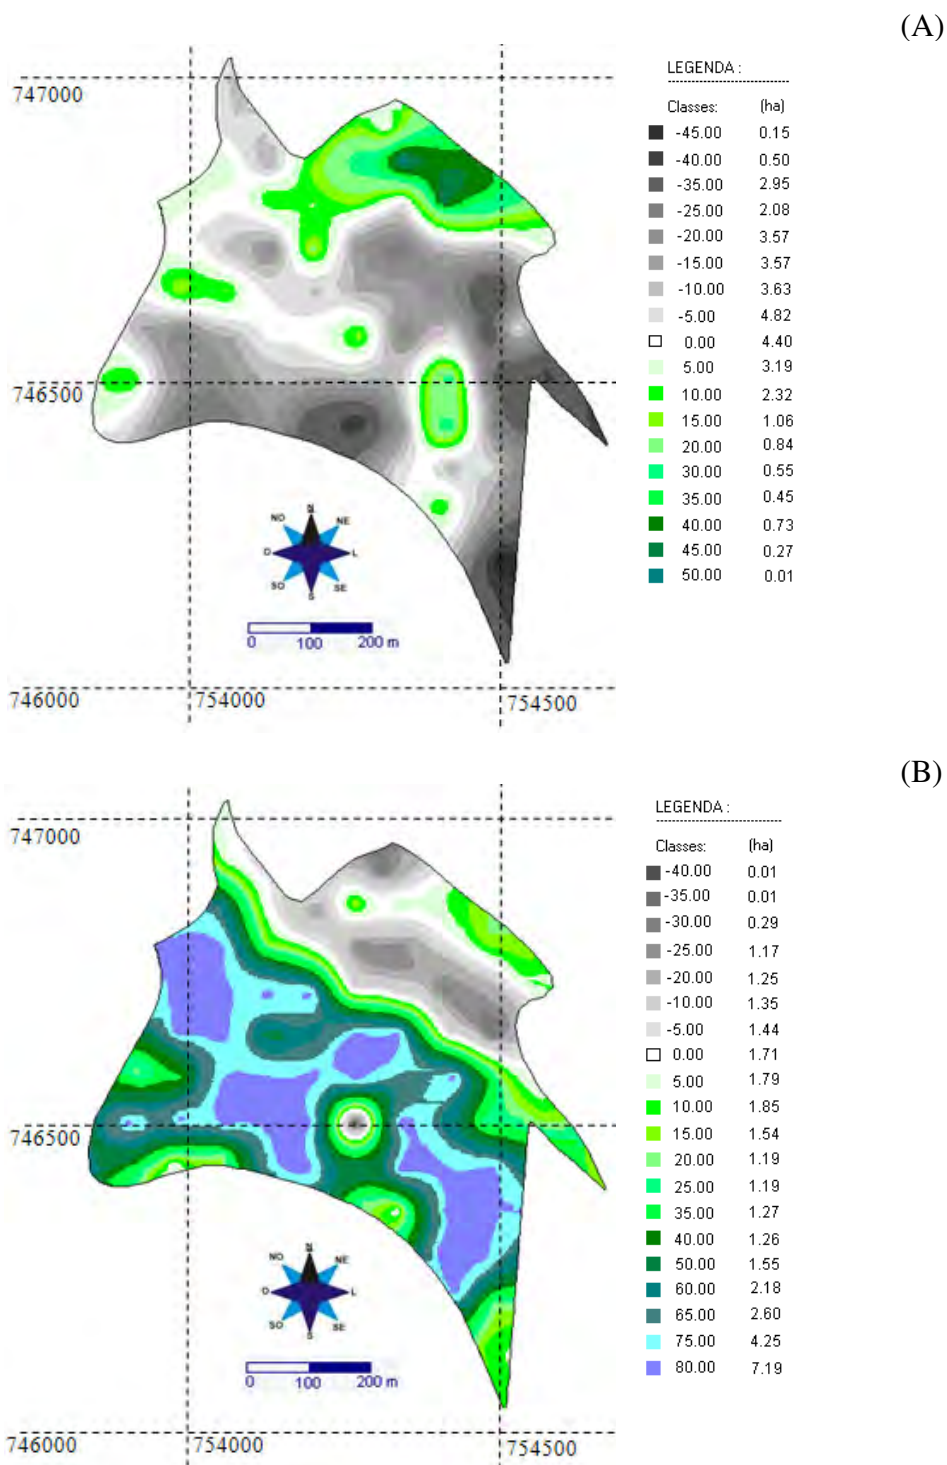 (A)
LEGENDA :
Classes: (ha)
-45.00 0.15
-40.00 0.50
-35.00 2.95
-25.00 2.08
-20.00 3.57
-15.00 3.57
-10.00 3.63
-5.00 4.82
0.00 4.40
5.00 3.19
10.00 2.32
15.00 1.06
20.00 0.84
30.00 0.55
35.00 0.45
40.00 0.73
45.00 0.27
50.00 0.01
747000
746500
N
NO NE
O L
SO SE
S
0 100 200 m
746000 754000 754500
(B)
LEGENDA :
Classes: (ha)
-40.00 0.01
-35.00 0.01
-30.00 0.29
-25.00 1.17
-20.00 1.25
-10.00 1.35
-5.00 1.44
0.00 1.71
5.00 1.79
10.00 1.85
15.00 1.54
20.00 1.19
25.00 1.19
35.00 1.27
40.00 1.26
50.00 1.55
60.00 2.18
65.00 2.60
75.00 4.25
80.00 7.19
747000
746500
N
NO NE
O L
SO SE
S
0 100 200 m
746000 754000 754500